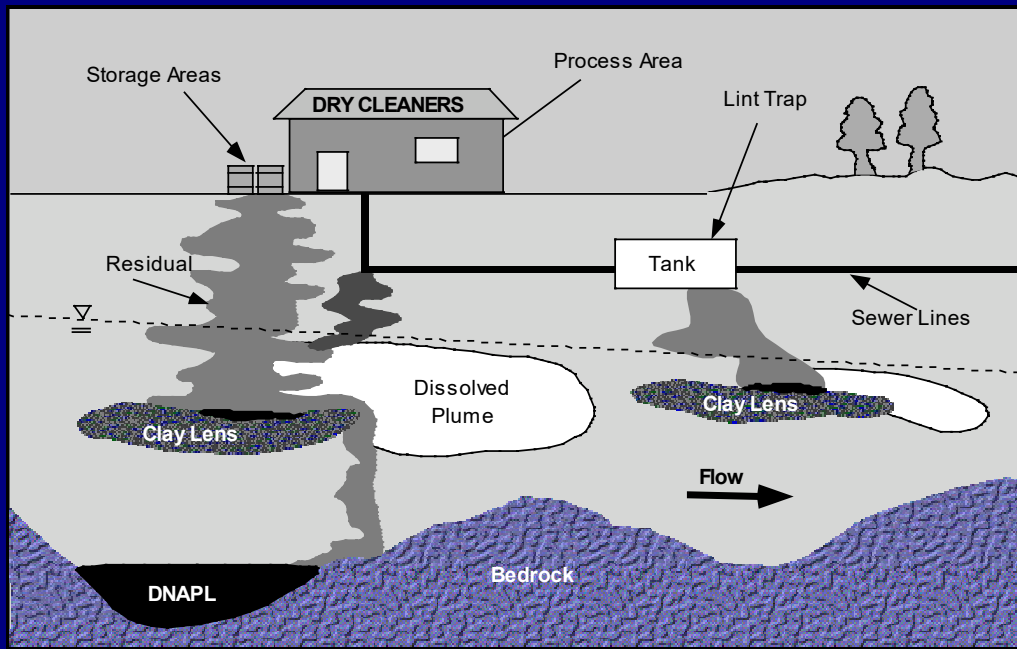 Storage Areas
Process Area
DRY CLEANERS
Lint Trap
Residual
Tank
Sewer Lines
Dissolved
Plume
Clay Lens
Clay Lens
Flow
Bedrock
DNAPL